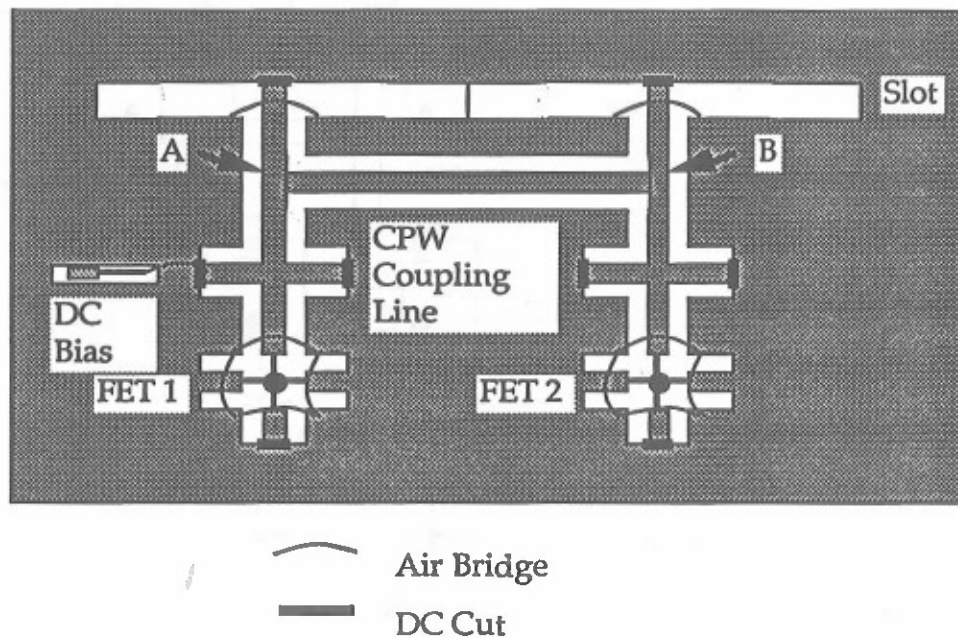 Slot
A
B
CPW
Coupling
Line
DC
Bias
FET 1
FET 2
Air Bridge
DC Cut